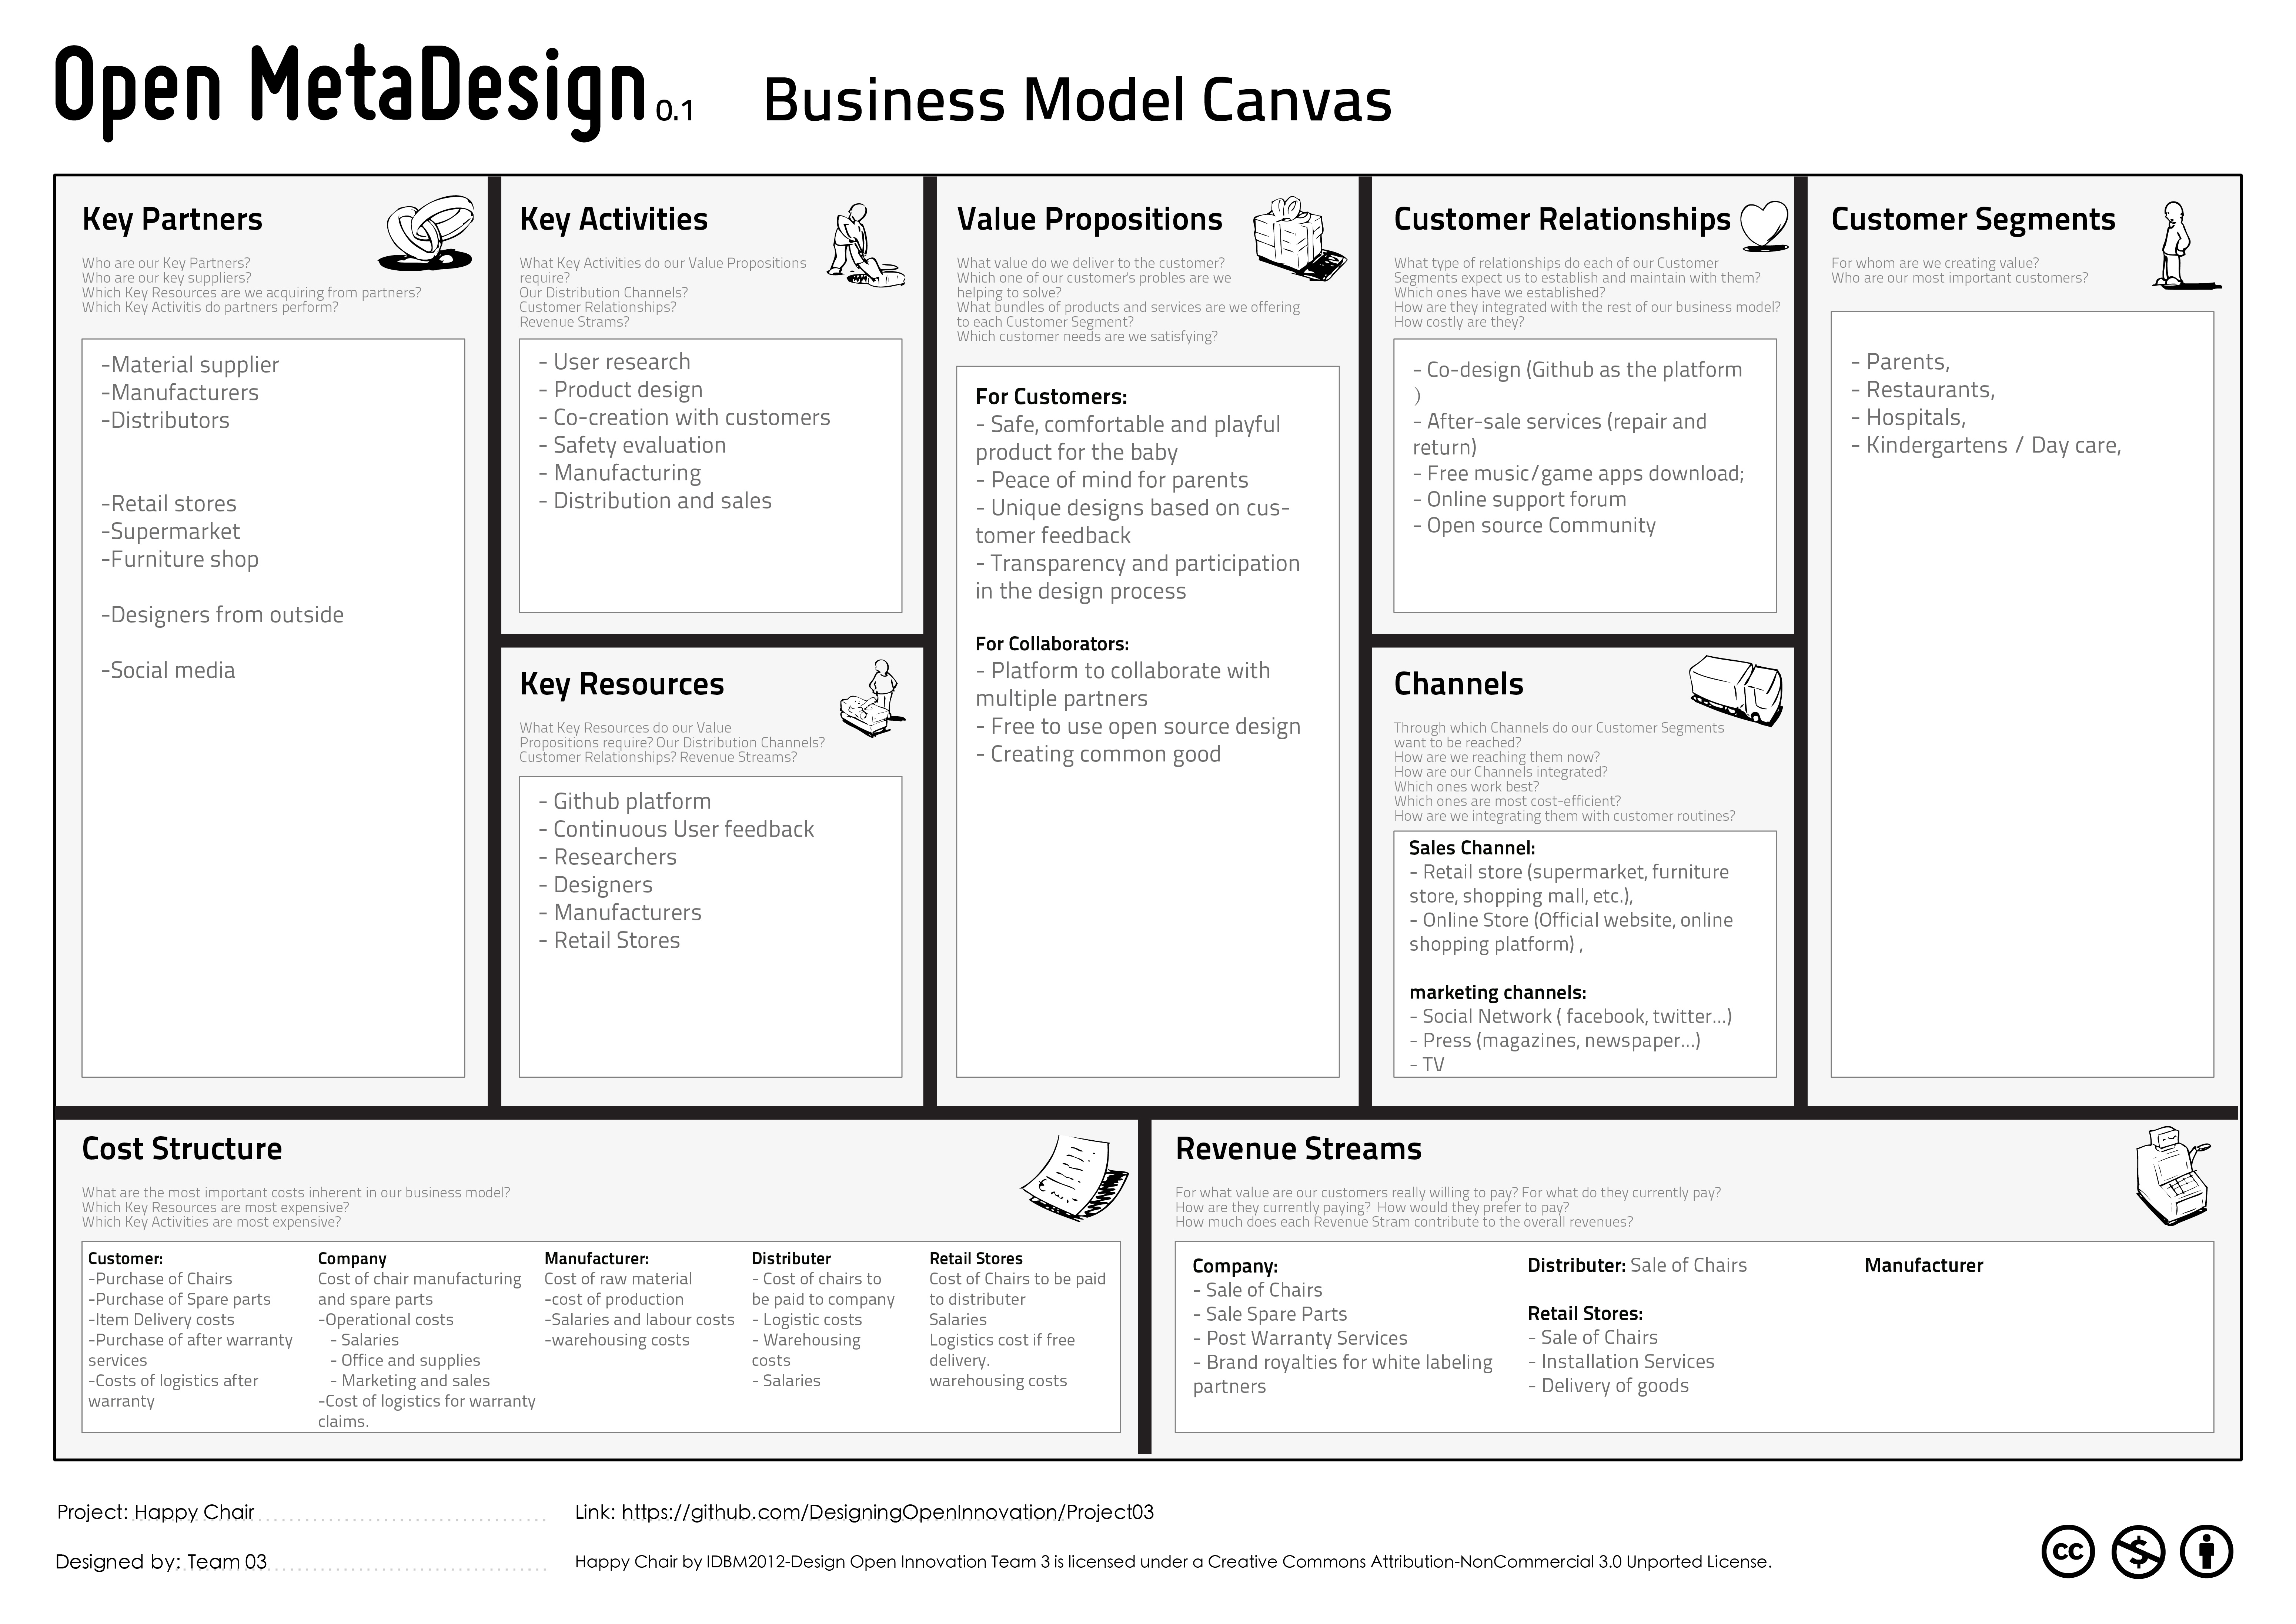 Open MetaDesign 0.1 Business Model Canvas
Key Partners
Who are our Key Partners?
Who are our key suppliers?
Which Key Resources are we acquiring from partners?
Which Key Activitis do partners perform?
-Material supplier
-Manufacturers
-Distributors
-Retail stores
-Supermarket
-Furniture shop
-Designers from outside
-Social media
Key Activities
What Key Activities do our Value Propositions
require?
Our Distribution Channels?
Customer Relationships?
Revenue Strams?
- User research
- Product design
- Co-creation with customers
- Safety evaluation
- Manufacturing
- Distribution and sales
Key Resources
What Key Resources do our Value
Propositions require? Our Distribution Channels?
Customer Relationships? Revenue Streams?
- Github platform
- Continuous User feedback
- Researchers
- Designers
- Manufacturers
- Retail Stores
Value Propositions
What value do we deliver to the customer?
Which one of our customer's probles are we
helping to solve?
What bundles of products and services are we offering
to each Customer Segment?
Which customer needs are we satisfying?
For Customers:
- Safe, comfortable and playful
product for the baby
- Peace of mind for parents
- Unique designs based on cus-
tomer feedback
- Transparency and participation
in the design process
For Collaborators:
- Platform to collaborate with
multiple partners
- Free to use open source design
- Creating common good
Customer Relationships
What type of relationships do each of our Customer
Segments expect us to establish and maintain with them?
Which ones have we established?
How are they integrated with the rest of our business model?
How costly are they?
- Co-design (Github as the platform
)
- After-sale services (repair and
return)
- Free music/game apps download;
- Online support forum
- Open source Community
Channels
Through which Channels do our Customer Segments
want to be reached?
How are we reaching them now?
How are our Channels integrated?
Which ones work best?
Which ones are most cost-efficient?
How are we integrating them with customer routines?
Sales Channel:
- Retail store (supermarket, furniture
store, shopping mall, etc.),
- Online Store (Official website, online
shopping platform) ,
marketing channels:
- Social Network ( facebook, twitter...)
- Press (magazines, newspaper...)
- TV
Customer Segments
For whom are we creating value?
Who are our most important customers?
- Parents,
- Restaurants,
- Hospitals,
- Kindergartens / Day care,
Cost Structure
What are the most important costs inherent in our business model?
Which Key Resources are most expensive?
Which Key Activities are most expensive?
Customer:
-Purchase of Chairs
-Purchase of Spare parts
-Item Delivery costs
-Purchase of after warranty
services
-Costs of logistics after
warranty
Company
Cost of chair manufacturing
and spare parts
-Operational costs
- Salaries
- Office and supplies
- Marketing and sales
-Cost of logistics for warranty
claims.
Manufacturer:
Cost of raw material
-cost of production
-Salaries and labour costs
-warehousing costs
Distributer
- Cost of chairs to
be paid to company
- Logistic costs
- Warehousing
costs
- Salaries
Retail Stores
Cost of Chairs to be paid
to distributer
Salaries
Logistics cost if free
delivery.
warehousing costs
Revenue Streams
For what value are our customers really willing to pay? For what do they currently pay?
How are they currently paying? How would they prefer to pay?
How much does each Revenue Stram contribute to the overall revenues?
Company:
- Sale of Chairs
- Sale Spare Parts
- Post Warranty Services
- Brand royalties for white labeling
partners
Distributer: Sale of Chairs
Retail Stores:
- Sale of Chairs
- Installation Services
- Delivery of goods
Manufacturer
Project: Happy Chair
Link: https://github.com/DesigningOpenInnovation/Project03
Designed by: Team 03
Happy Chair by IDBM2012-Design Open Innovation Team 3 is licensed under a Creative Commons Attribution-NonCommercial 3.0 Unported License.
cc